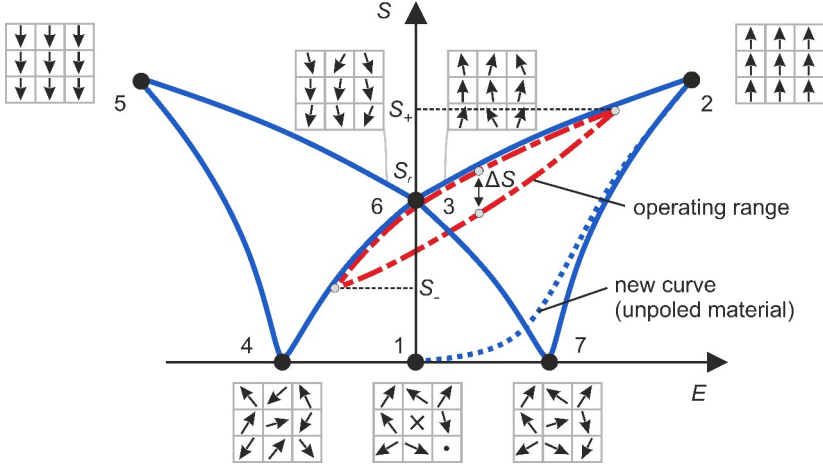 S
5
2
S₊
Sᵣ
ΔS
6
3
operating range
S₋
new curve
(unpoled material)
4
1
7
E